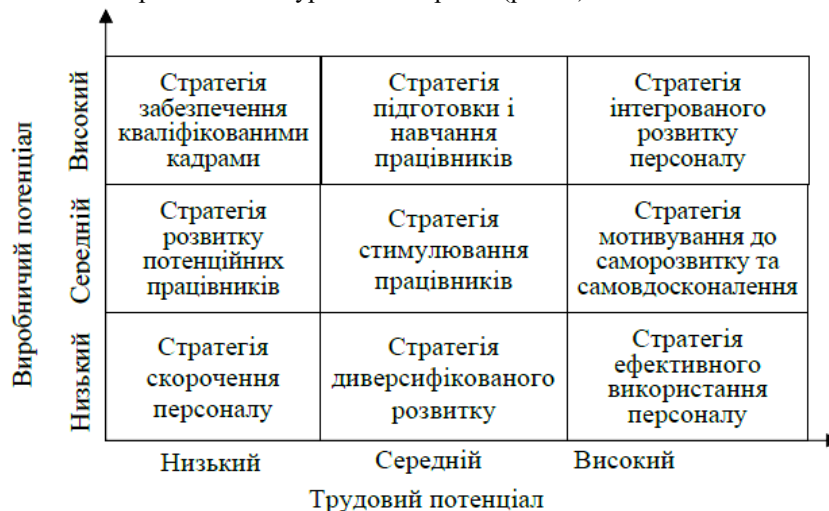 Виробничий потенціал
Високий
Стратегія
забезпечення
кваліфікованими
кадрами
Стратегія
підготовки і
навчання
працівників
Стратегія
інтегрованого
розвитку
персоналу
Середній
Стратегія
розвитку
потенційних
працівників
Стратегія
стимулювання
працівників
Стратегія
мотивування до
саморозвитку та
самовдосконалення
Низький
Стратегія
скорочення
персоналу
Стратегія
диверсифікованого
розвитку
Стратегія
ефективного
використання
персоналу
Низький
Середній
Високий
Трудовий потенціал